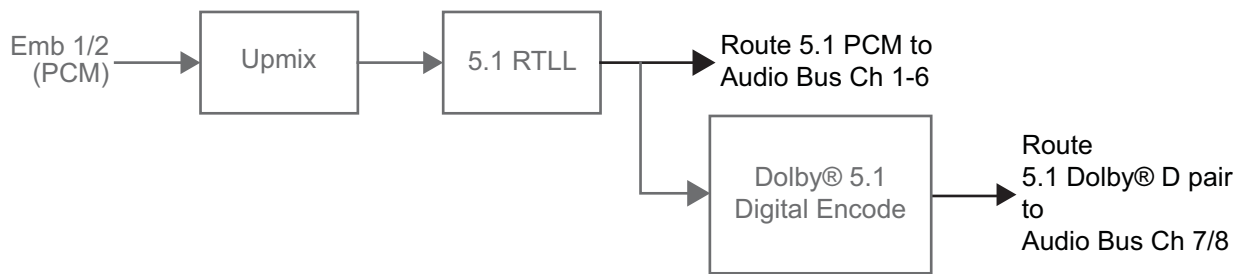 Emb 1/2
(PCM)
Upmix
5.1 RTLL
Route 5.1 PCM to
Audio Bus Ch 1-6
Dolby® 5.1
Digital Encode
Route
5.1 Dolby® D pair
to
Audio Bus Ch 7/8